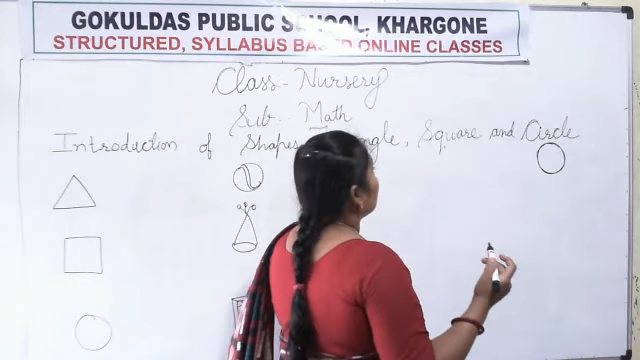 GOKULDAS PUBLIC SCHOOL, KHARGONE
STRUCTURED, SYLLABUS BASED ONLINE CLASSES
Class - Nursery
Sub. - Math
Introduction of Shapes ngle, Square and Circle